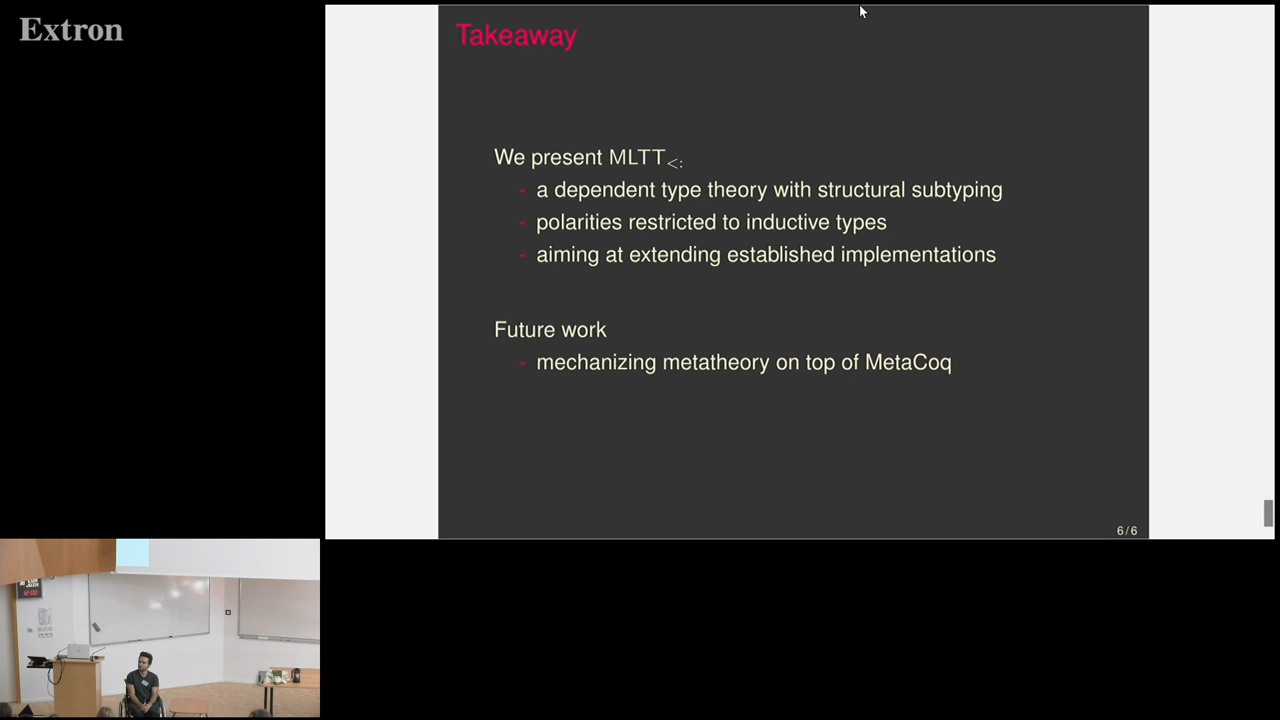 Extron
Takeaway
We present MLTT<:
- a dependent type theory with structural subtyping
- polarities restricted to inductive types
- aiming at extending established implementations
Future work
- mechanizing metatheory on top of MetaCoq
6 / 6